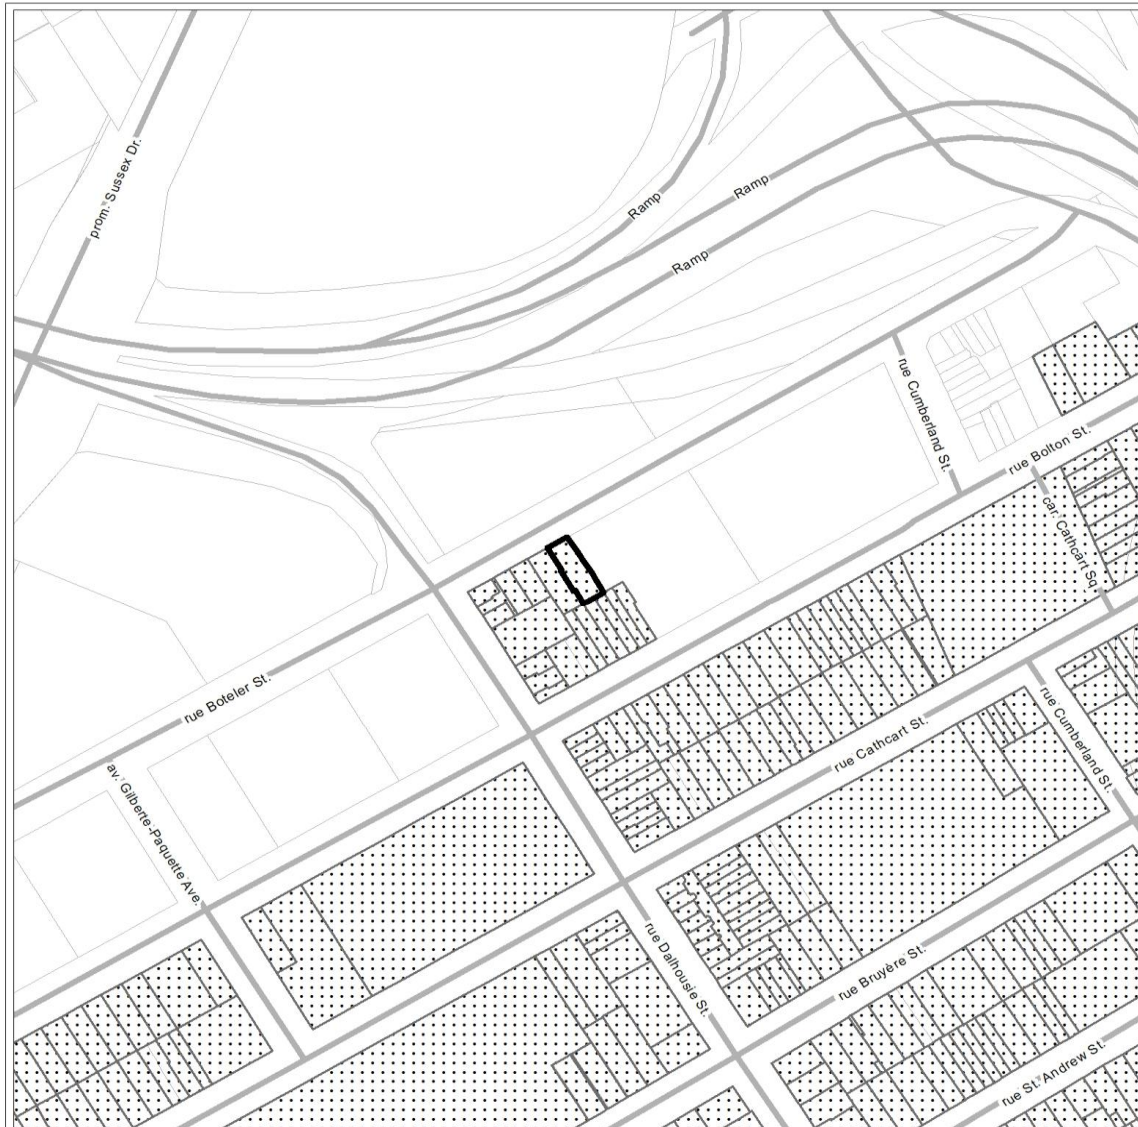 prom. Sussex Dr.
Ramp
Ramp
Ramp
rue Cumberland St.
rue Bolton St.
car. Cathcart Sq.
rue Boteler St.
rue Cathcart St.
rue Cumberland St.
av. Gilberte-Paquette Ave.
rue Dalhousie St.
rue Bruyère St.
rue St. Andrew St.